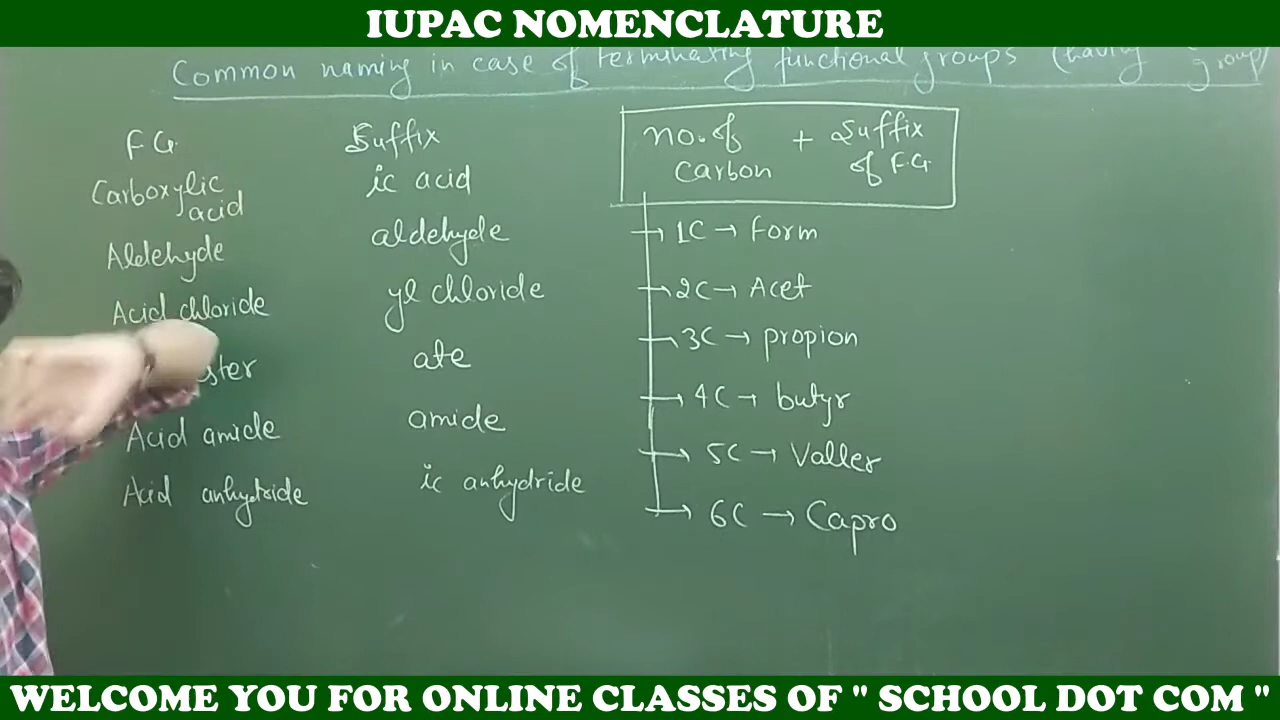 IUPAC NOMENCLATURE
Common naming in case of terminating functional groups (having group)
FG Suffix
Carboxylic acid ic acid
Aldehyde aldehyde
Acid chloride yl chloride
ster ate
Acid amide amide
Acid anhydride ic anhydride
no. of carbon + Suffix of FG
1C → Form
2C → Acet
3C → propion
4C → butyr
5C → Valler
6C → Capro
WELCOME YOU FOR ONLINE CLASSES OF " SCHOOL DOT COM "